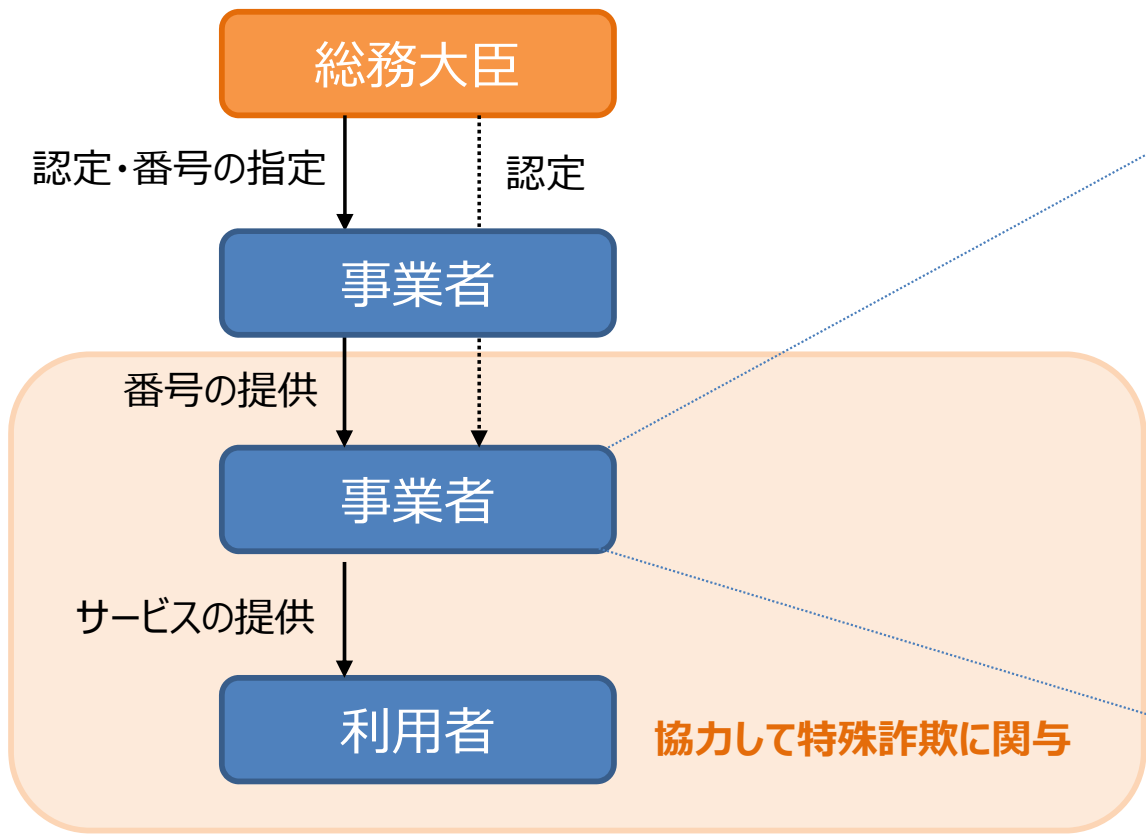 総務大臣
認定・番号の指定
認定
事業者
番号の提供
事業者
サービスの提供
利用者
協力して特殊詐欺に関与